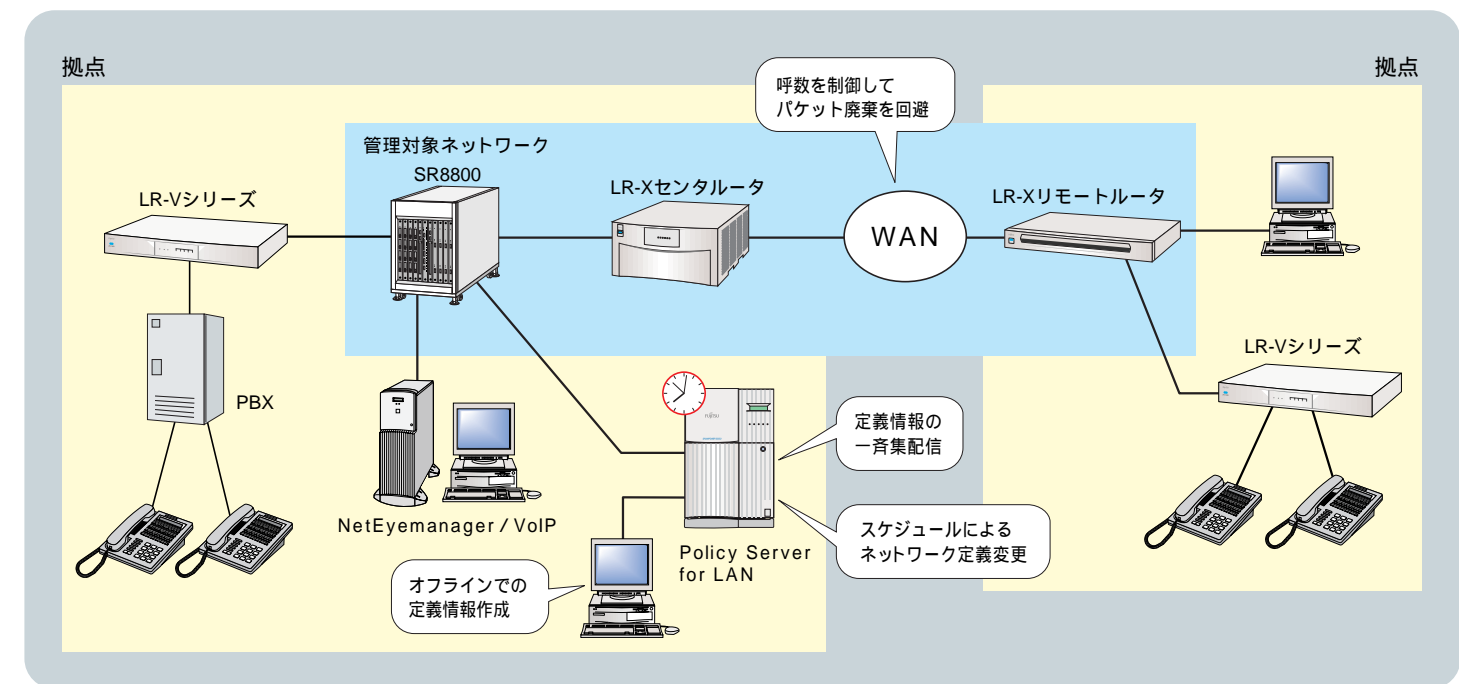 拠点
拠点
呼数を制御して
パケット廃棄を回避
管理対象ネットワーク
SR8800
LR-Vシリーズ
LR-Xセンタルータ
WAN
LR-Xリモートルータ
LR-Vシリーズ
PBX
FUJITSU
定義情報の
一斉集配信
NetEyemanager / VoIP
スケジュールによる
ネットワーク定義変更
Policy Server
for LAN
オフラインでの
定義情報作成